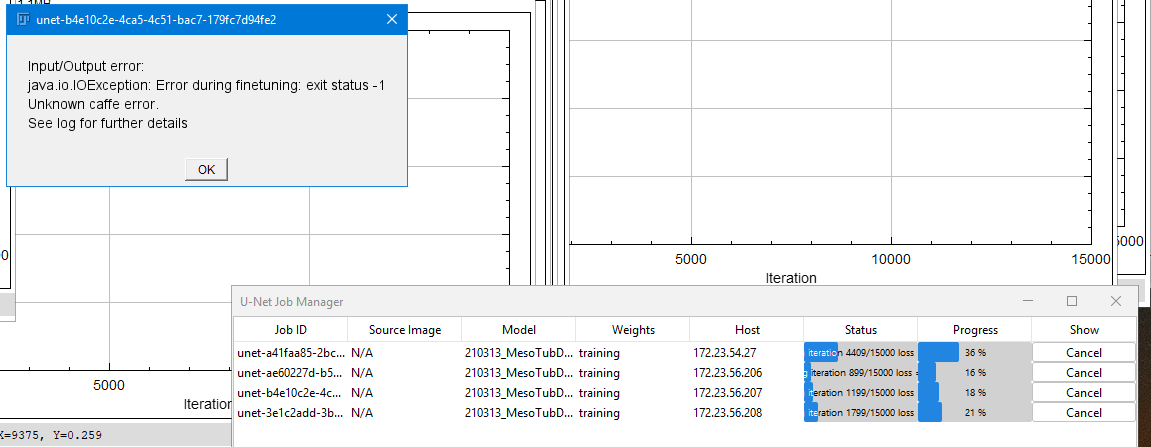 1.1MB
unet-b4e10c2e-4ca5-4c51-bac7-179fc7d94fe2
Input/Output error:
java.io.IOException: Error during finetuning: exit status -1
Unknown caffe error.
See log for further details
OK
5000
10000
15000
Iteration
5000
5000
Iteration
X=9375, Y=0.259
U-Net Job Manager
Job ID Source Image Model Weights Host Status Progress Show
unet-a41faa85-2bc... N/A 210313_MesoTubD... training 172.23.54.27 iteration 4409/15000 loss 36 % Cancel
unet-ae60227d-b5... N/A 210313_MesoTubD... training 172.23.56.206 iteration 899/15000 loss = 16 % Cancel
unet-b4e10c2e-4c... N/A 210313_MesoTubD... training 172.23.56.207 iteration 1199/15000 loss 18 % Cancel
unet-3e1c2add-3b... N/A 210313_MesoTubD... training 172.23.56.208 iteration 1799/15000 loss 21 % Cancel